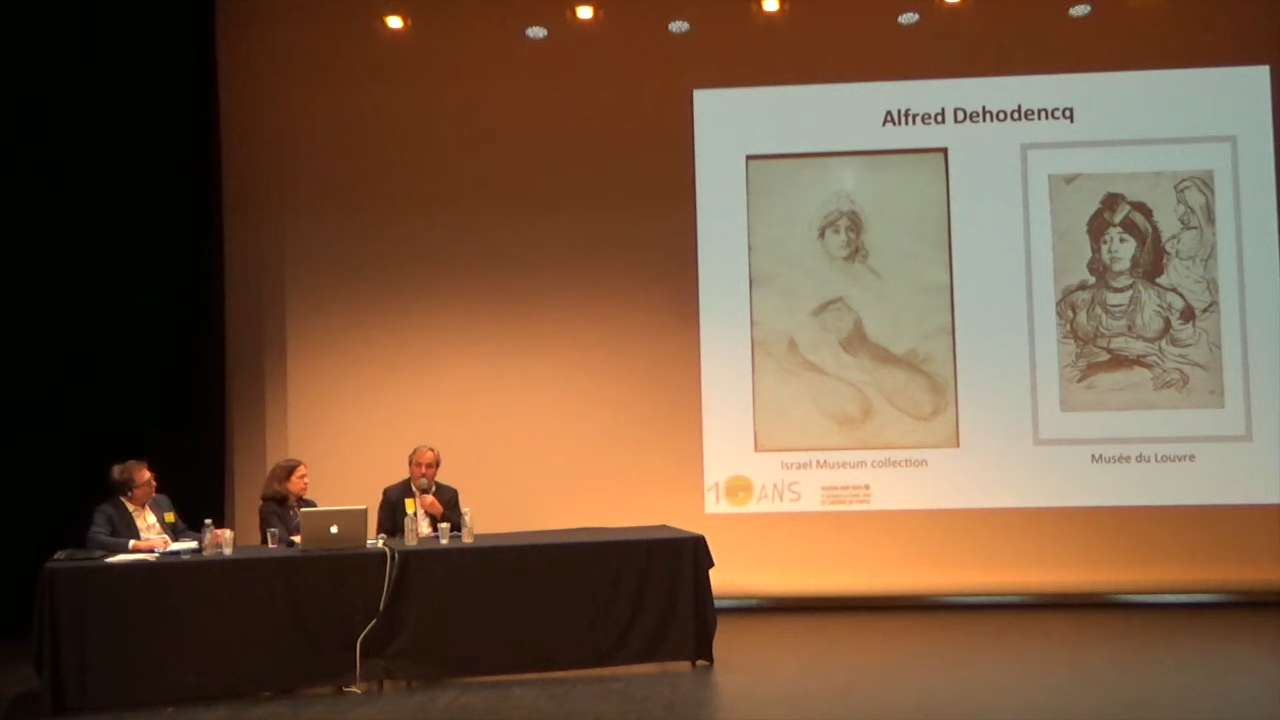 Alfred Dehodencq
Israel Museum collection
Musée du Louvre
10 ANS